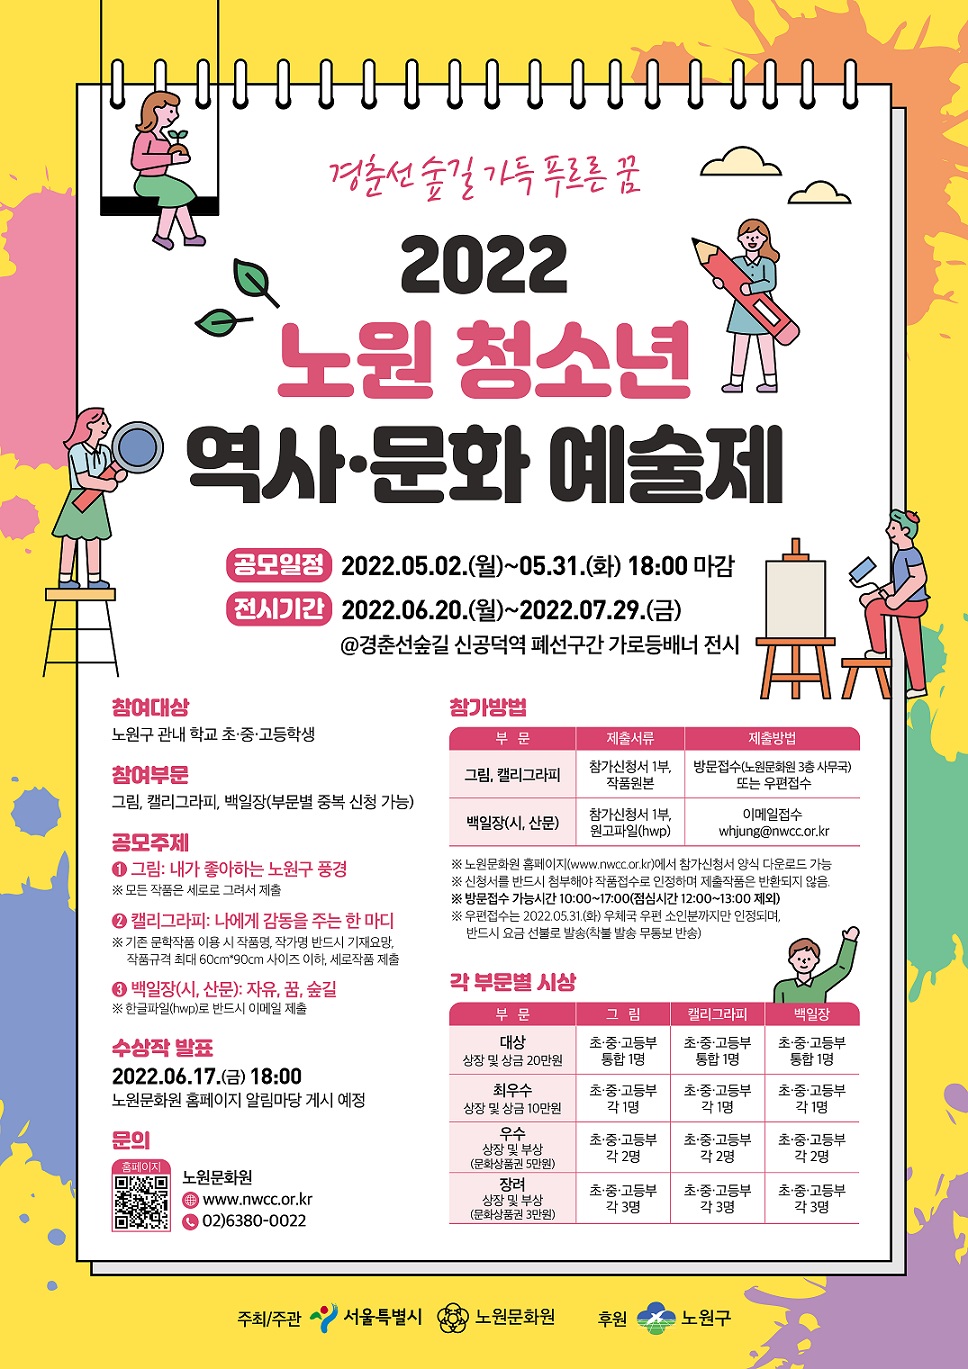 경춘선 숲길 가득 푸르른 꿈
2022
노원 청소년
역사·문화 예술제
공모일정 2022.05.02.(월)~05.31.(화) 18:00 마감
전시기간 2022.06.20.(월)~2022.07.29.(금)
@경춘선숲길 신공덕역 폐선구간 가로등배너 전시
참여대상
노원구 관내 학교 초·중·고등학생
참여부문
그림, 캘리그라피, 백일장(부문별 중복 신청 가능)
공모주제
❶ 그림: 내가 좋아하는 노원구 풍경
※ 모든 작품은 세로로 그려서 제출
❷ 캘리그라피: 나에게 감동을 주는 한 마디
※ 기존 문학작품 이용 시 작품명, 작가명 반드시 기재요망,
작품규격 최대 60cm*90cm 사이즈 이하, 세로작품 제출
❸ 백일장(시, 산문): 자유, 꿈, 숲길
※ 한글파일(hwp)로 반드시 이메일 제출
수상작 발표
2022.06.17.(금) 18:00
노원문화원 홈페이지 알림마당 게시 예정
문의
홈페이지
노원문화원
www.nwcc.or.kr
02)6380-0022
참가방법
부 문 제출서류 제출방법
그림, 캘리그라피 참가신청서 1부, 작품원본 방문접수(노원문화원 3층 사무국) 또는 우편접수
백일장(시, 산문) 참가신청서 1부, 원고파일(hwp) 이메일접수 whjung@nwcc.or.kr
※ 노원문화원 홈페이지(www.nwcc.or.kr)에서 참가신청서 양식 다운로드 가능
※ 신청서를 반드시 첨부해야 작품접수로 인정하며 제출작품은 반환되지 않음.
※ 방문접수 가능시간 10:00~17:00(점심시간 12:00~13:00 제외)
※ 우편접수는 2022.05.31.(화) 우체국 우편 소인분까지만 인정되며,
반드시 요금 선불로 발송(착불 발송 무통보 반송)
각 부문별 시상
부 문 그 림 캘리그라피 백일장
대상 상장 및 상금 20만원 초·중·고등부 통합 1명 초·중·고등부 통합 1명 초·중·고등부 통합 1명
최우수 상장 및 상금 10만원 초·중·고등부 각 1명 초·중·고등부 각 1명 초·중·고등부 각 1명
우수 상장 및 부상 (문화상품권 5만원) 초·중·고등부 각 2명 초·중·고등부 각 2명 초·중·고등부 각 2명
장려 상장 및 부상 (문화상품권 3만원) 초·중·고등부 각 3명 초·중·고등부 각 3명 초·중·고등부 각 3명
주최/주관 서울특별시 노원문화원 후원 노원구